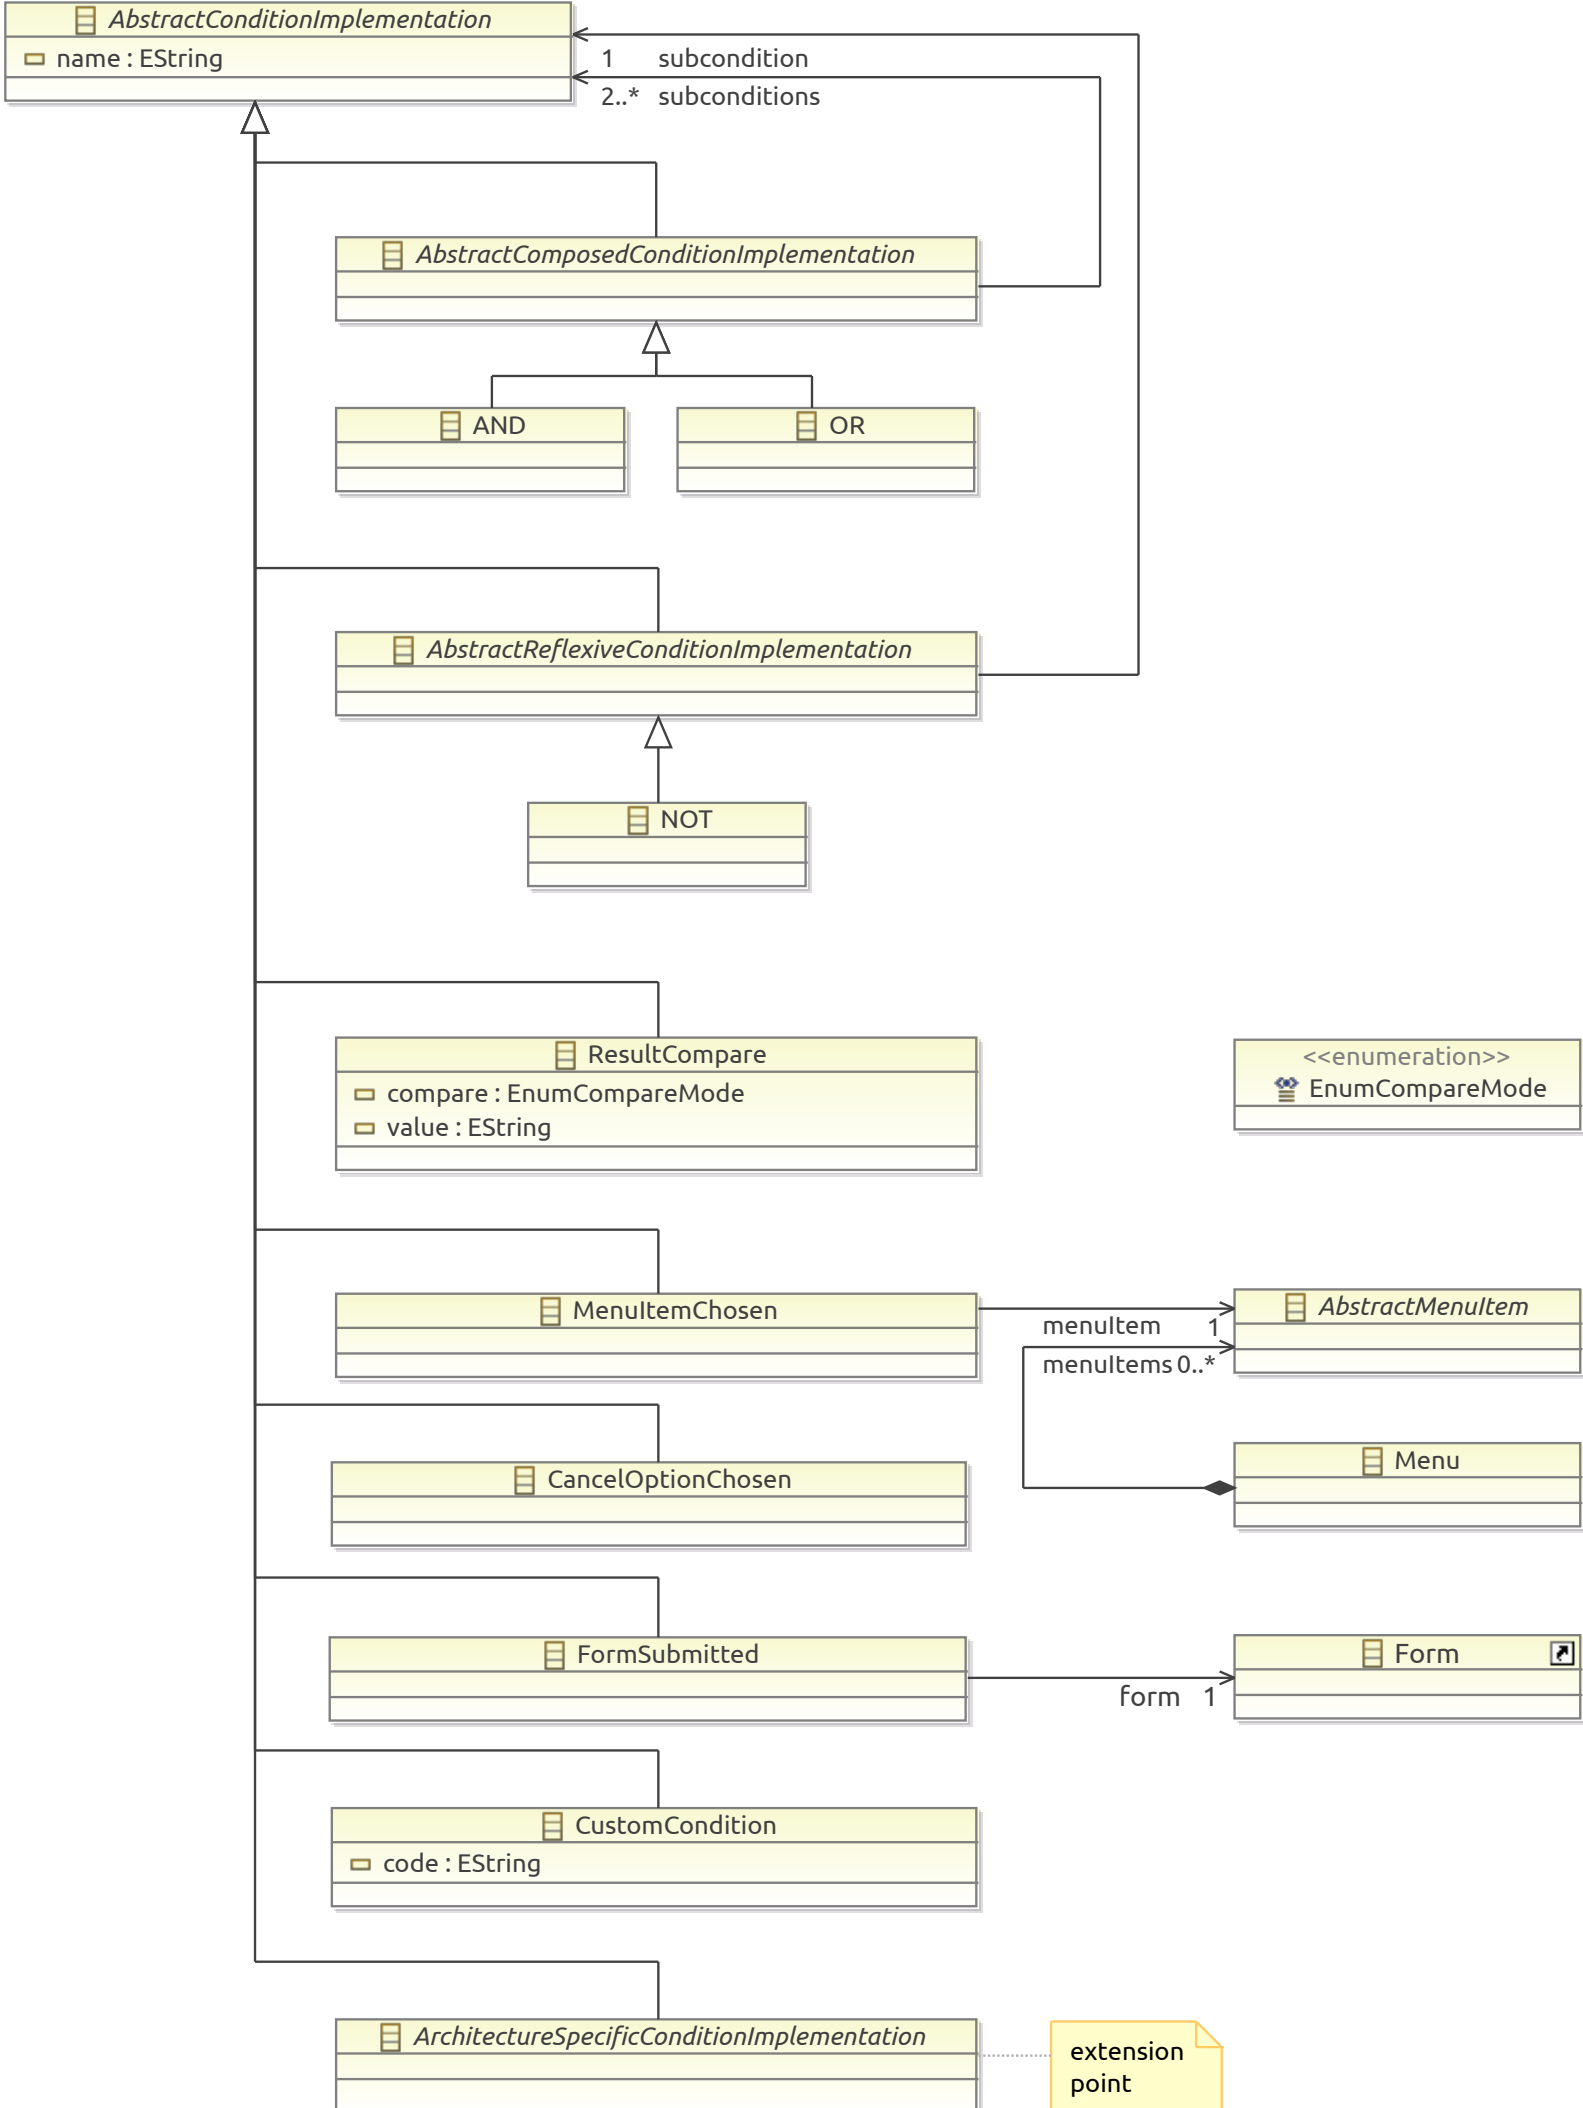 AbstractConditionImplementation
name : EString
1 subcondition
2..* subconditions
AbstractComposedConditionImplementation
AND
OR
AbstractReflexiveConditionImplementation
NOT
ResultCompare
compare : EnumCompareMode
value : EString
<<enumeration>>
EnumCompareMode
MenuItemChosen
menuItem 1
menuItems 0..*
AbstractMenuItem
Menu
CancelOptionChosen
FormSubmitted
form 1
Form
CustomCondition
code : EString
ArchitectureSpecificConditionImplementation
extension
point